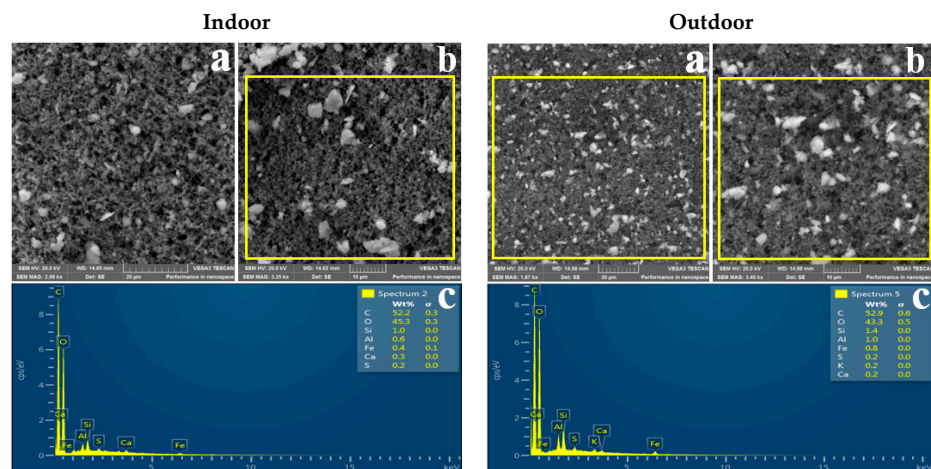 Indoor
Outdoor
a
b
a
b
SEM HV: 20.0 kV WD: 14.95 mm VEGA3 TESCAN
SEM MAG: 2.09 kx Det: SE 20 µm Performance in nanospace
SEM HV: 20.0 kV WD: 14.82 mm VEGA3 TESCAN
SEM MAG: 3.35 kx Det: SE 10 µm Performance in nanospace
SEM HV: 20.0 kV WD: 14.98 mm VEGA3 TESCAN
SEM MAG: 1.87 kx Det: SE 20 µm Performance in nanospace
SEM HV: 20.0 kV WD: 14.98 mm VEGA3 TESCAN
SEM MAG: 3.40 kx Det: SE 10 µm Performance in nanospace
c
Spectrum 2
Wt% σ
C 52.2 0.3
O 45.3 0.3
Si 1.0 0.0
Al 0.6 0.0
Fe 0.4 0.1
Ca 0.3 0.0
S 0.2 0.0
C
O
Ca
Fe
Al
Si
S
Ca
Fe
cps/eV
8
6
4
2
0
5
10
15
keV
c
Spectrum 5
Wt% σ
C 52.9 0.6
O 43.3 0.5
Si 1.4 0.0
Al 1.0 0.0
Fe 0.8 0.0
S 0.2 0.0
K 0.2 0.0
Ca 0.2 0.0
C
O
Ca
Fe
Al
Si
S
K
Ca
Fe
cps/eV
8
6
4
2
0
5
10
15
keV